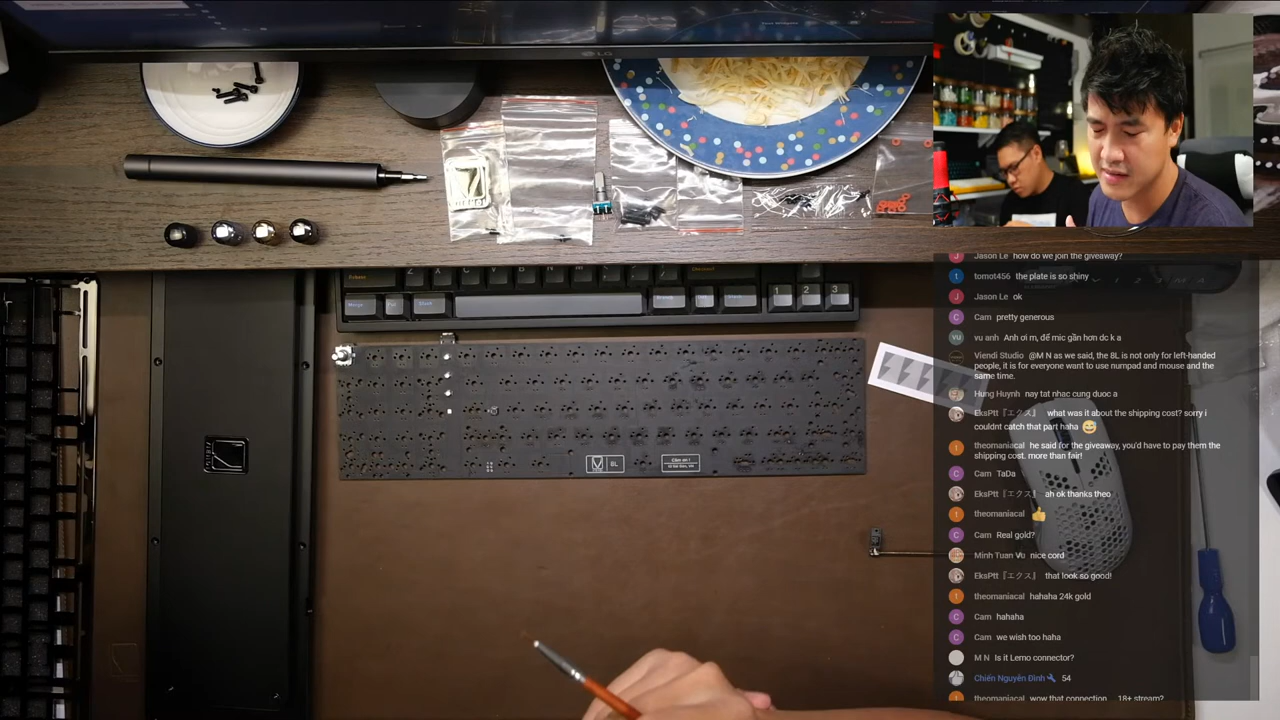 LG
Z X C V B N M
1 2 3
8L
Jason Le how do we join the giveaway?
tomot456 the plate is so shiny
Jason Le ok
Cam pretty generous
vu anh Anh ơi m, để mic gần hơn dc k a
Viendi Studio @M N as we said, the 8L is not only for left-handed
people, it is for everyone want to use numpad and mouse and the
same time.
Hung Huynh nay tat nhac cung duoc a
EksPtt『エクス』 what was it about the shipping cost? sorry i
couldnt catch that part haha 😅
theomaniacal he said for the giveaway, you'd have to pay them the
shipping cost. more than fair!
Cam TaDa
EksPtt『エクス』 ah ok thanks theo
theomaniacal 👍
Cam Real gold?
Minh Tuan Vu nice cord
EksPtt『エクス』 that look so good!
theomaniacal hahaha 24k gold
Cam hahaha
Cam we wish too haha
M N Is it Lemo connector?
Chiến Nguyễn Đình 54
theomaniacal wow that connection.... 18+ stream?